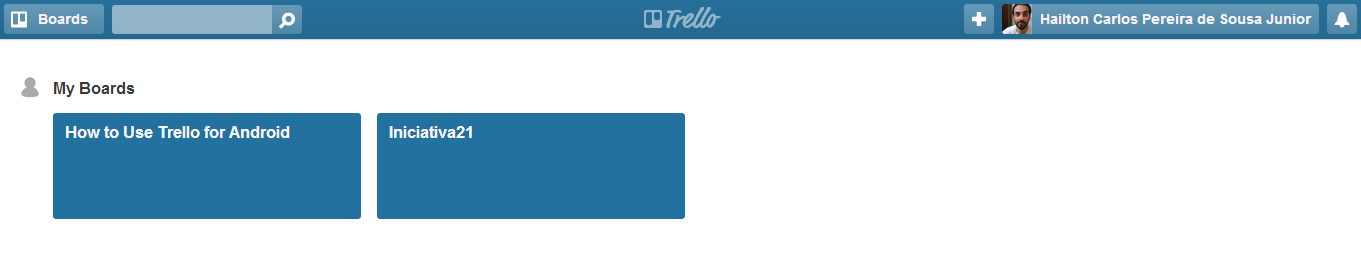 Boards
Trello
Hailton Carlos Pereira de Sousa Junior
My Boards
How to Use Trello for Android
Iniciativa21